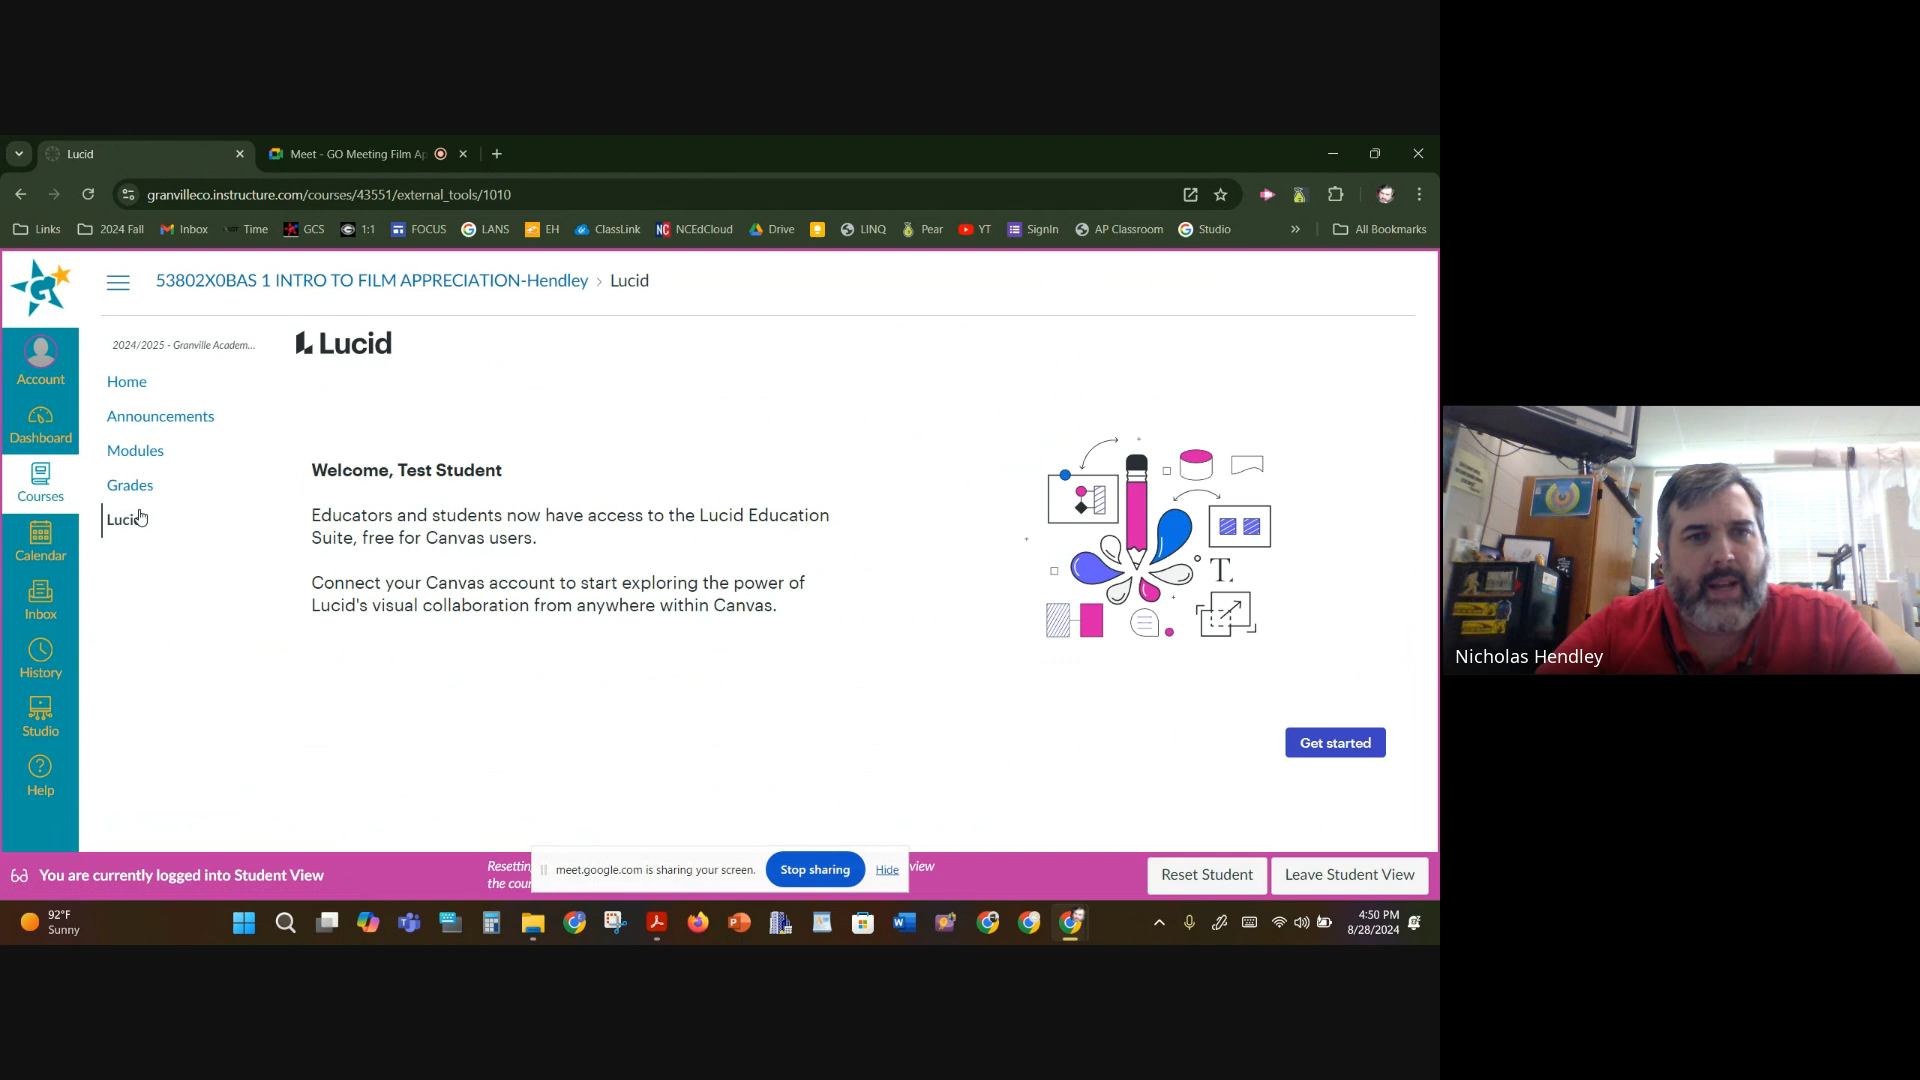 Lucid
Meet - GO Meeting Film Ap
granvilleco.instructure.com/courses/43551/external_tools/1010
Links
2024 Fall
Inbox
Time
GCS
1:1
FOCUS
LANS
EH
ClassLink
NCEdCloud
Drive
LINQ
Pear
YT
SignIn
AP Classroom
Studio
»
All Bookmarks
53802X0BAS 1 INTRO TO FILM APPRECIATION-Hendley › Lucid
2024/2025 - Granville Academ...
Lucid
Account
Dashboard
Courses
Calendar
Inbox
History
Studio
Help
Home
Announcements
Modules
Grades
Lucid
Welcome, Test Student
Educators and students now have access to the Lucid Education
Suite, free for Canvas users.
Connect your Canvas account to start exploring the power of
Lucid's visual collaboration from anywhere within Canvas.
T.
Get started
Nicholas Hendley
You are currently logged into Student View
view
meet.google.com is sharing your screen.
Stop sharing
Hide
Reset Student
Leave Student View
92°F
Sunny
4:50 PM
8/28/2024